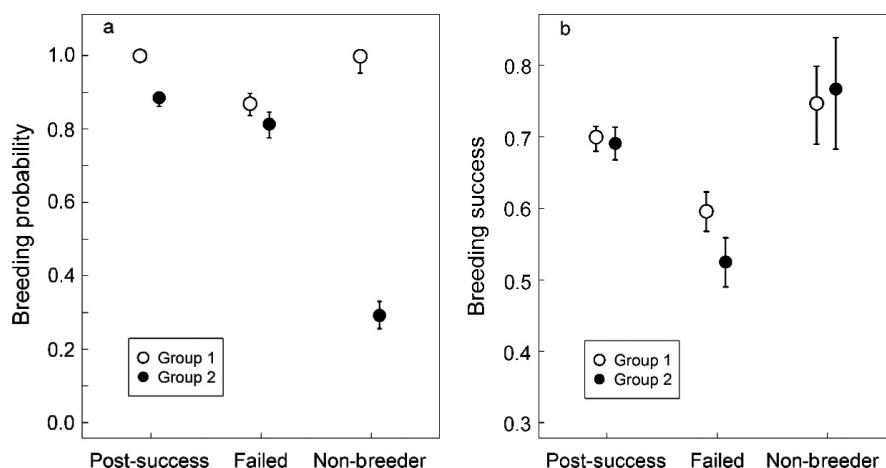 a
Breeding probability
1.0
0.8
0.6
0.4
0.2
0.0
Group 1
Group 2
Post-success Failed Non-breeder
b
Breeding success
0.8
0.7
0.6
0.5
0.4
0.3
Group 1
Group 2
Post-success Failed Non-breeder